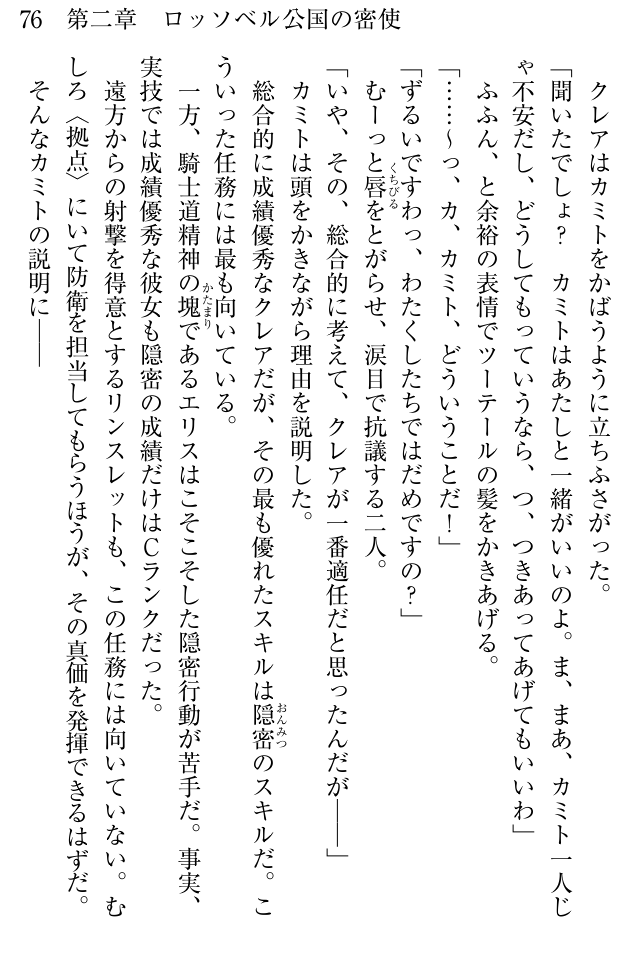 76 第二章 ロッソベル公国の密使
クレアはカミトをかばうように立ちふさがった。
「聞いたでしょ? カミトはあたしと一緒がいいのよ。ま、まあ、カミト一人じ
ゃ不安だし、どうしてもっていうなら、つ、つきあってあげてもいいわ」
ふふん、と余裕の表情でツーテールの髪をかきあげる。
「……〜っ、カ、カミト、どういうことだ!」
「ずるいですわっ、わたくしたちではだめですの?」
むーっと唇をとがらせ、涙目で抗議する二人。
くちびる
「いや、その、総合的に考えて、クレアが一番適任だと思ったんだが――」
カミトは頭をかきながら理由を説明した。
総合的に成績優秀なクレアだが、その最も優れたスキルは隠密のスキルだ。こ
おんみつ
ういった任務には最も向いている。
一方、騎士道精神の塊であるエリスはこそこそした隠密行動が苦手だ。事実、
かたまり
実技では成績優秀な彼女も隠密の成績だけはCランクだった。
遠方からの射撃を得意とするリンスレットも、この任務には向いていない。む
しろ〈拠点〉にいて防衛を担当してもらうほうが、その真価を発揮できるはずだ。
そんなカミトの説明に――